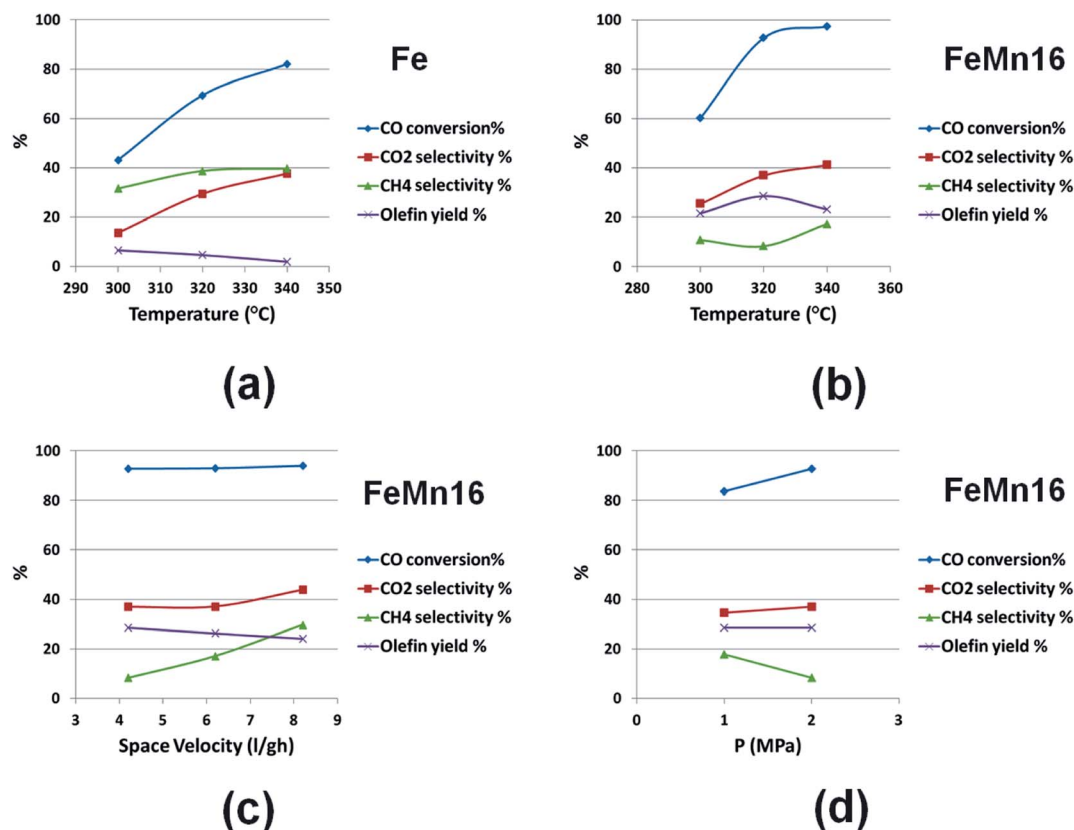 Fe
100
80
60
40
20
0
%
290 300 310 320 330 340 350
Temperature (°C)
CO conversion%
CO2 selectivity %
CH4 selectivity %
Olefin yield %
(a)
FeMn16
100
80
60
40
20
0
%
280 300 320 340 360
Temperature (°C)
CO conversion%
CO2 selectivity %
CH4 selectivity %
Olefin yield %
(b)
FeMn16
100
80
60
40
20
0
%
3 4 5 6 7 8 9
Space Velocity (l/gh)
CO conversion%
CO2 selectivity %
CH4 selectivity %
Olefin yield %
(c)
FeMn16
100
80
60
40
20
0
%
0 1 2 3
P (MPa)
CO conversion%
CO2 selectivity %
CH4 selectivity %
Olefin yield %
(d)